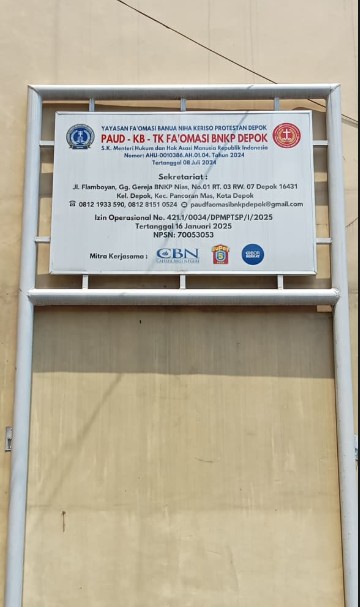 YAYASAN FA'OMASI BANUA NIHA KERISO PROTESTAN DEPOK
PAUD - KB - TK FA'OMASI BNKP DEPOK
S.K. Menteri Hukum dan Hak Asasi Manusia Republik Indonesia
Nomor: AHU-0010386.AH.01.04. Tahun 2024
Tertanggal 08 Juli 2024
Sekretariat :
Jl. Flamboyan, Gg. Gereja BNKP Nias, No.01 RT. 03 RW. 07 Depok 16431
Kel. Depok, Kec. Pancoran Mas, Kota Depok
0812 1933 590, 0812 8151 0524 paudfaomasibnkpdepok@gmail.com
Izin Operasional No. 421.1/0034/DPMPTSP/I/2025
Tertanggal 16 Januari 2025
NPSN: 70053053
Mitra Kerjasama : CBN